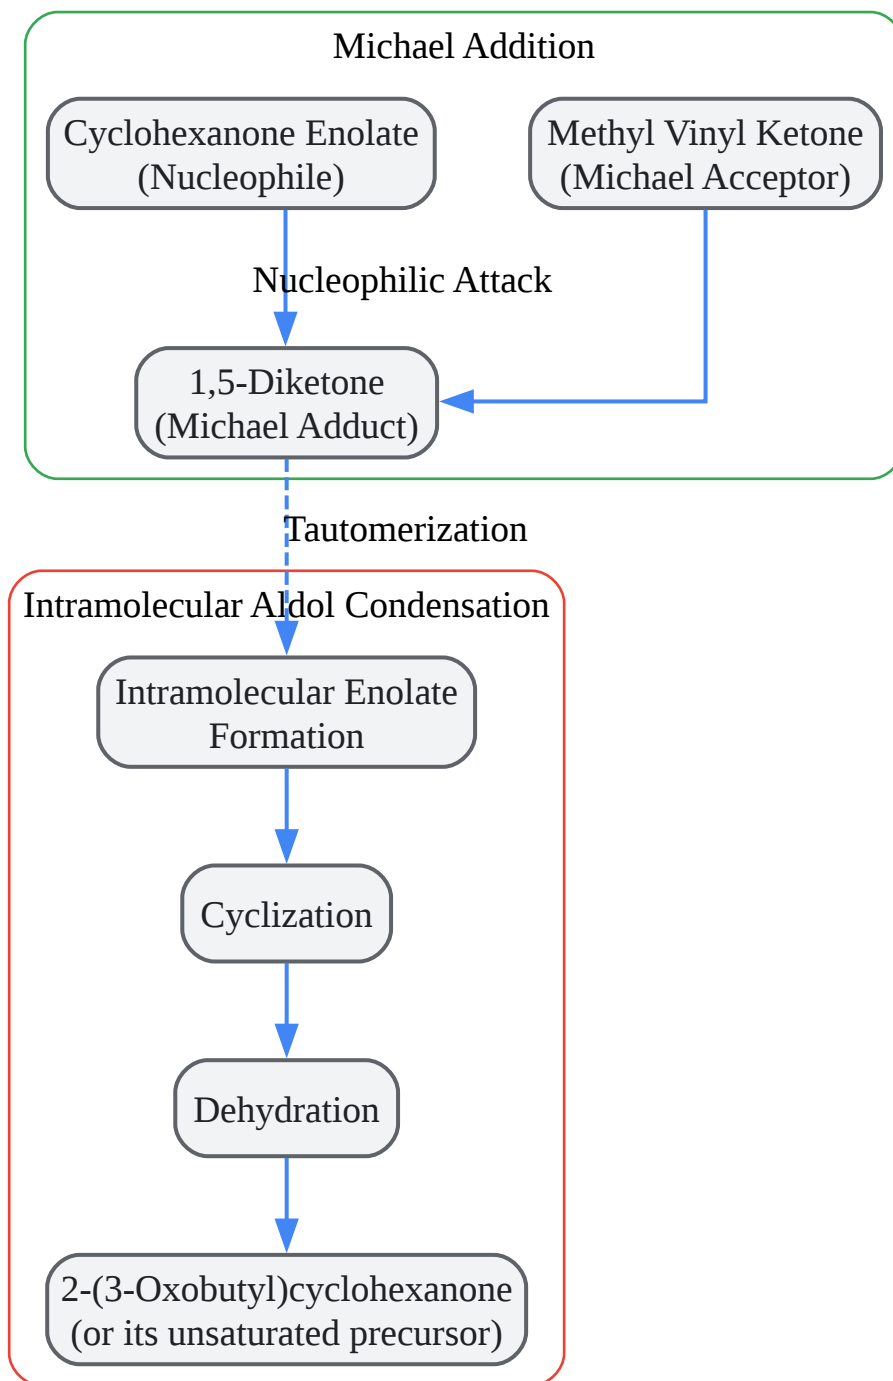 Michael Addition
Cyclohexanone Enolate
(Nucleophile)
Methyl Vinyl Ketone
(Michael Acceptor)
Nucleophilic Attack
1,5-Diketone
(Michael Adduct)
Tautomerization
Intramolecular Aldol Condensation
Intramolecular Enolate
Formation
Cyclization
Dehydration
2-(3-Oxobutyl)cyclohexanone
(or its unsaturated precursor)